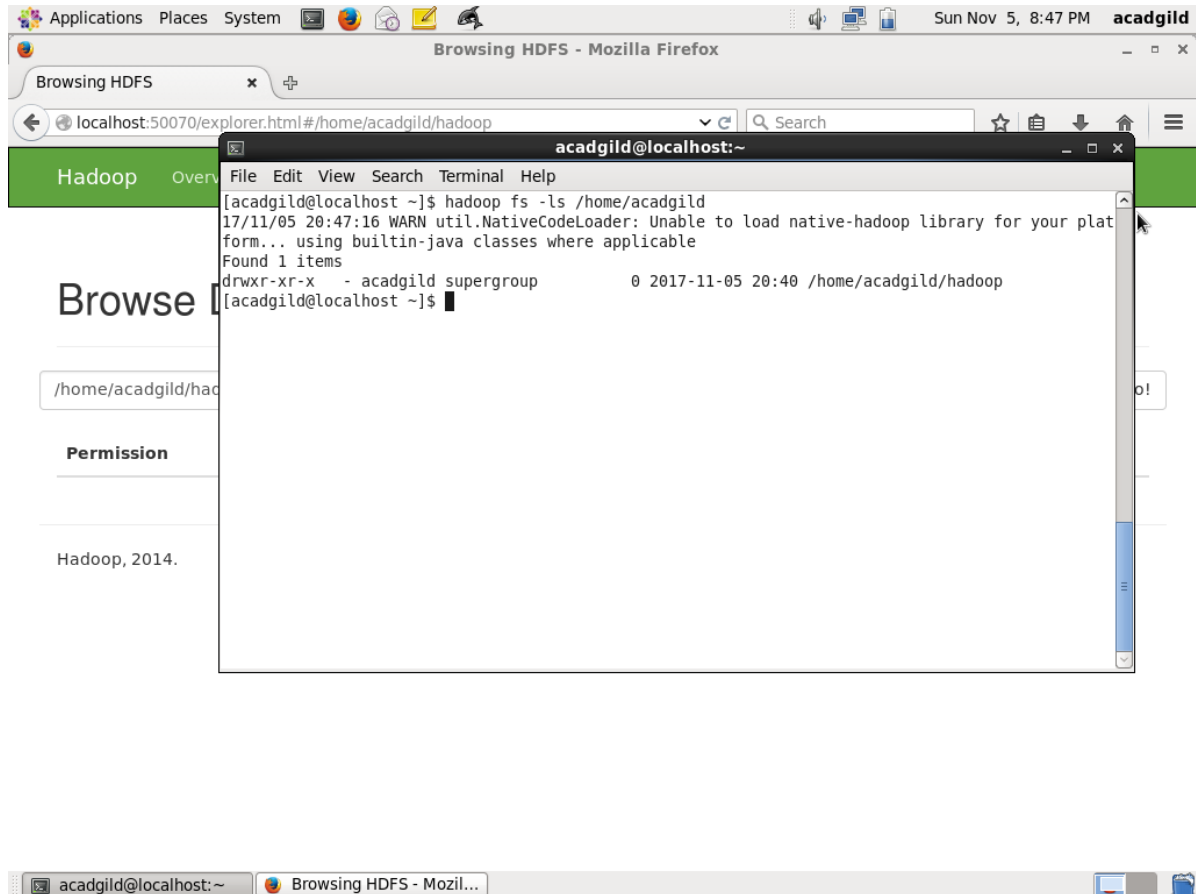 Applications Places System Sun Nov 5, 8:47 PM acadgild
Browsing HDFS - Mozilla Firefox
Browsing HDFS
localhost:50070/explorer.html#/home/acadgild/hadoop Search
acadgild@localhost:~
Hadoop
File Edit View Search Terminal Help
[acadgild@localhost ~]$ hadoop fs -ls /home/acadgild
17/11/05 20:47:16 WARN util.NativeCodeLoader: Unable to load native-hadoop library for your plat
form... using builtin-java classes where applicable
Found 1 items
drwxr-xr-x   - acadgild supergroup          0 2017-11-05 20:40 /home/acadgild/hadoop
[acadgild@localhost ~]$
Browse
/home/acadgild/had
Permission
Hadoop, 2014.
acadgild@localhost:~ Browsing HDFS - Mozil...